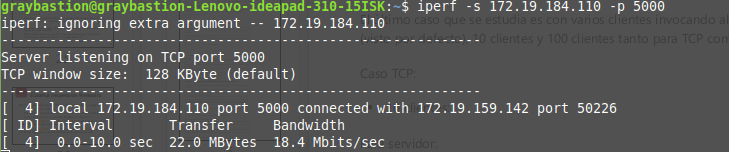 graybastion@graybastion-Lenovo-ideapad-310-15ISK:~$ iperf -s 172.19.184.110 -p 5000
iperf: ignoring extra argument -- 172.19.184.110
------------------------------------------------------------
Server listening on TCP port 5000
TCP window size:  128 KByte (default)
------------------------------------------------------------
[  4] local 172.19.184.110 port 5000 connected with 172.19.159.142 port 50226
[ ID] Interval       Transfer     Bandwidth
[  4]  0.0-10.0 sec  22.0 MBytes  18.4 Mbits/sec
mo caso que se estudia es con varios clientes invocando al
10 clientes y 100 clientes tanto para TCP com
Caso TCP:
servidor: